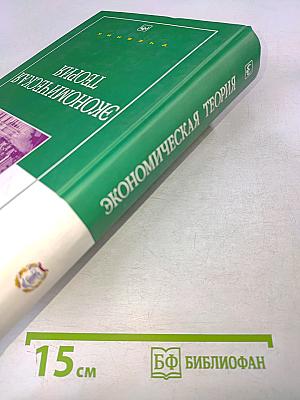 ЭКОНОМИЧЕСКАЯ
ТЕОРИЯ
ЭКОНОМИЧЕСКАЯ ТЕОРИЯ
15 см
БФ БИБЛИОФАН